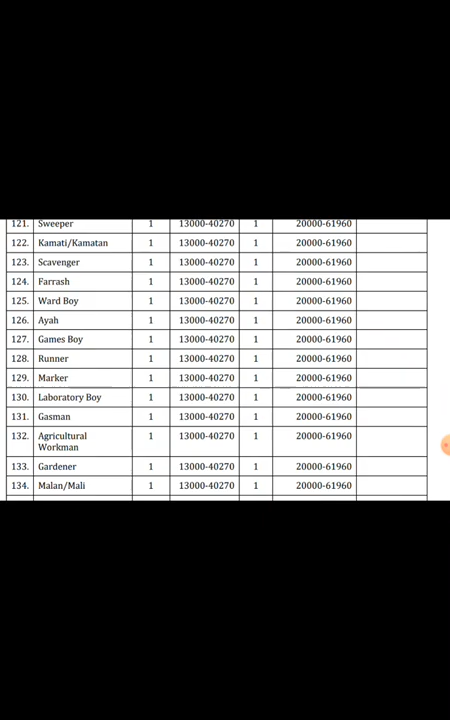 121. Sweeper 1 13000-40270 1 20000-61960
122. Kamati/Kamatan 1 13000-40270 1 20000-61960
123. Scavenger 1 13000-40270 1 20000-61960
124. Farrash 1 13000-40270 1 20000-61960
125. Ward Boy 1 13000-40270 1 20000-61960
126. Ayah 1 13000-40270 1 20000-61960
127. Games Boy 1 13000-40270 1 20000-61960
128. Runner 1 13000-40270 1 20000-61960
129. Marker 1 13000-40270 1 20000-61960
130. Laboratory Boy 1 13000-40270 1 20000-61960
131. Gasman 1 13000-40270 1 20000-61960
132. Agricultural 1 13000-40270 1 20000-61960
Workman
133. Gardener 1 13000-40270 1 20000-61960
134. Malan/Mali 1 13000-40270 1 20000-61960